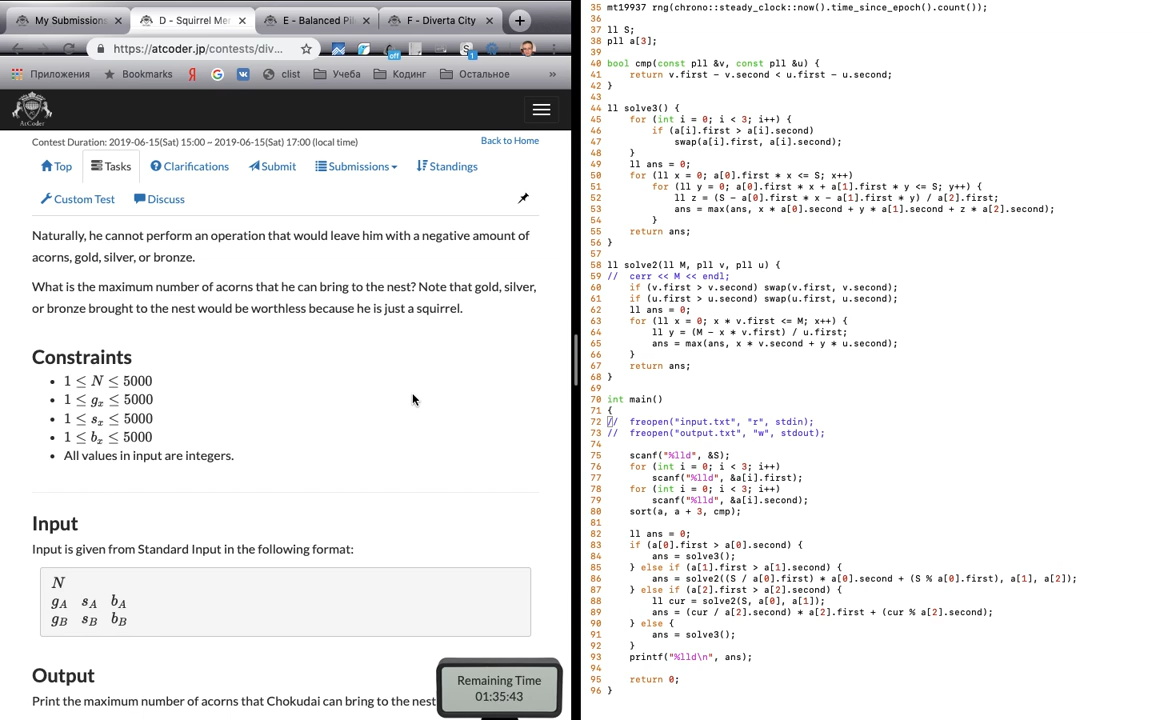 My Submissions
D - Squirrel Mer
E - Balanced Pil
F - Diverta City
https://atcoder.jp/contests/div...
Приложения
Bookmarks
Я
clist
Учеба
Кодинг
Остальное
»
AtCoder
Contest Duration: 2019-06-15(Sat) 15:00 ~ 2019-06-15(Sat) 17:00 (local time)
Back to Home
Top
Tasks
Clarifications
Submit
Submissions
Standings
Custom Test
Discuss
Naturally, he cannot perform an operation that would leave him with a negative amount of
acorns, gold, silver, or bronze.
What is the maximum number of acorns that he can bring to the nest? Note that gold, silver,
or bronze brought to the nest would be worthless because he is just a squirrel.
Constraints
• 1 ≤ N ≤ 5000
• 1 ≤ gₓ ≤ 5000
• 1 ≤ sₓ ≤ 5000
• 1 ≤ bₓ ≤ 5000
• All values in input are integers.
Input
Input is given from Standard Input in the following format:
N
g_A s_A b_A
g_B s_B b_B
Output
Print the maximum number of acorns that Chokudai can bring to the nest
Remaining Time
01:35:43
35 mt19937 rng(chrono::steady_clock::now().time_since_epoch().count());
36
37 ll S;
38 pll a[3];
39
40 bool cmp(const pll &v, const pll &u) {
41     return v.first - v.second < u.first - u.second;
42 }
43
44 ll solve3() {
45     for (int i = 0; i < 3; i++) {
46         if (a[i].first > a[i].second)
47             swap(a[i].first, a[i].second);
48     }
49     ll ans = 0;
50     for (ll x = 0; a[0].first * x <= S; x++)
51         for (ll y = 0; a[0].first * x + a[1].first * y <= S; y++) {
52             ll z = (S - a[0].first * x - a[1].first * y) / a[2].first;
53             ans = max(ans, x * a[0].second + y * a[1].second + z * a[2].second);
54         }
55     return ans;
56 }
57
58 ll solve2(ll M, pll v, pll u) {
59 //  cerr << M << endl;
60     if (v.first > v.second) swap(v.first, v.second);
61     if (u.first > u.second) swap(u.first, u.second);
62     ll ans = 0;
63     for (ll x = 0; x * v.first <= M; x++) {
64         ll y = (M - x * v.first) / u.first;
65         ans = max(ans, x * v.second + y * u.second);
66     }
67     return ans;
68 }
69
70 int main()
71 {
72 //  freopen("input.txt", "r", stdin);
73 //  freopen("output.txt", "w", stdout);
74
75     scanf("%lld", &S);
76     for (int i = 0; i < 3; i++)
77         scanf("%lld", &a[i].first);
78     for (int i = 0; i < 3; i++)
79         scanf("%lld", &a[i].second);
80     sort(a, a + 3, cmp);
81
82     ll ans = 0;
83     if (a[0].first > a[0].second) {
84         ans = solve3();
85     } else if (a[1].first > a[1].second) {
86         ans = solve2((S / a[0].first) * a[0].second + (S % a[0].first), a[1], a[2]);
87     } else if (a[2].first > a[2].second) {
88         ll cur = solve2(S, a[0], a[1]);
89         ans = (cur / a[2].second) * a[2].first + (cur % a[2].second);
90     } else {
91         ans = solve3();
92     }
93     printf("%lld\n", ans);
94
95     return 0;
96 }